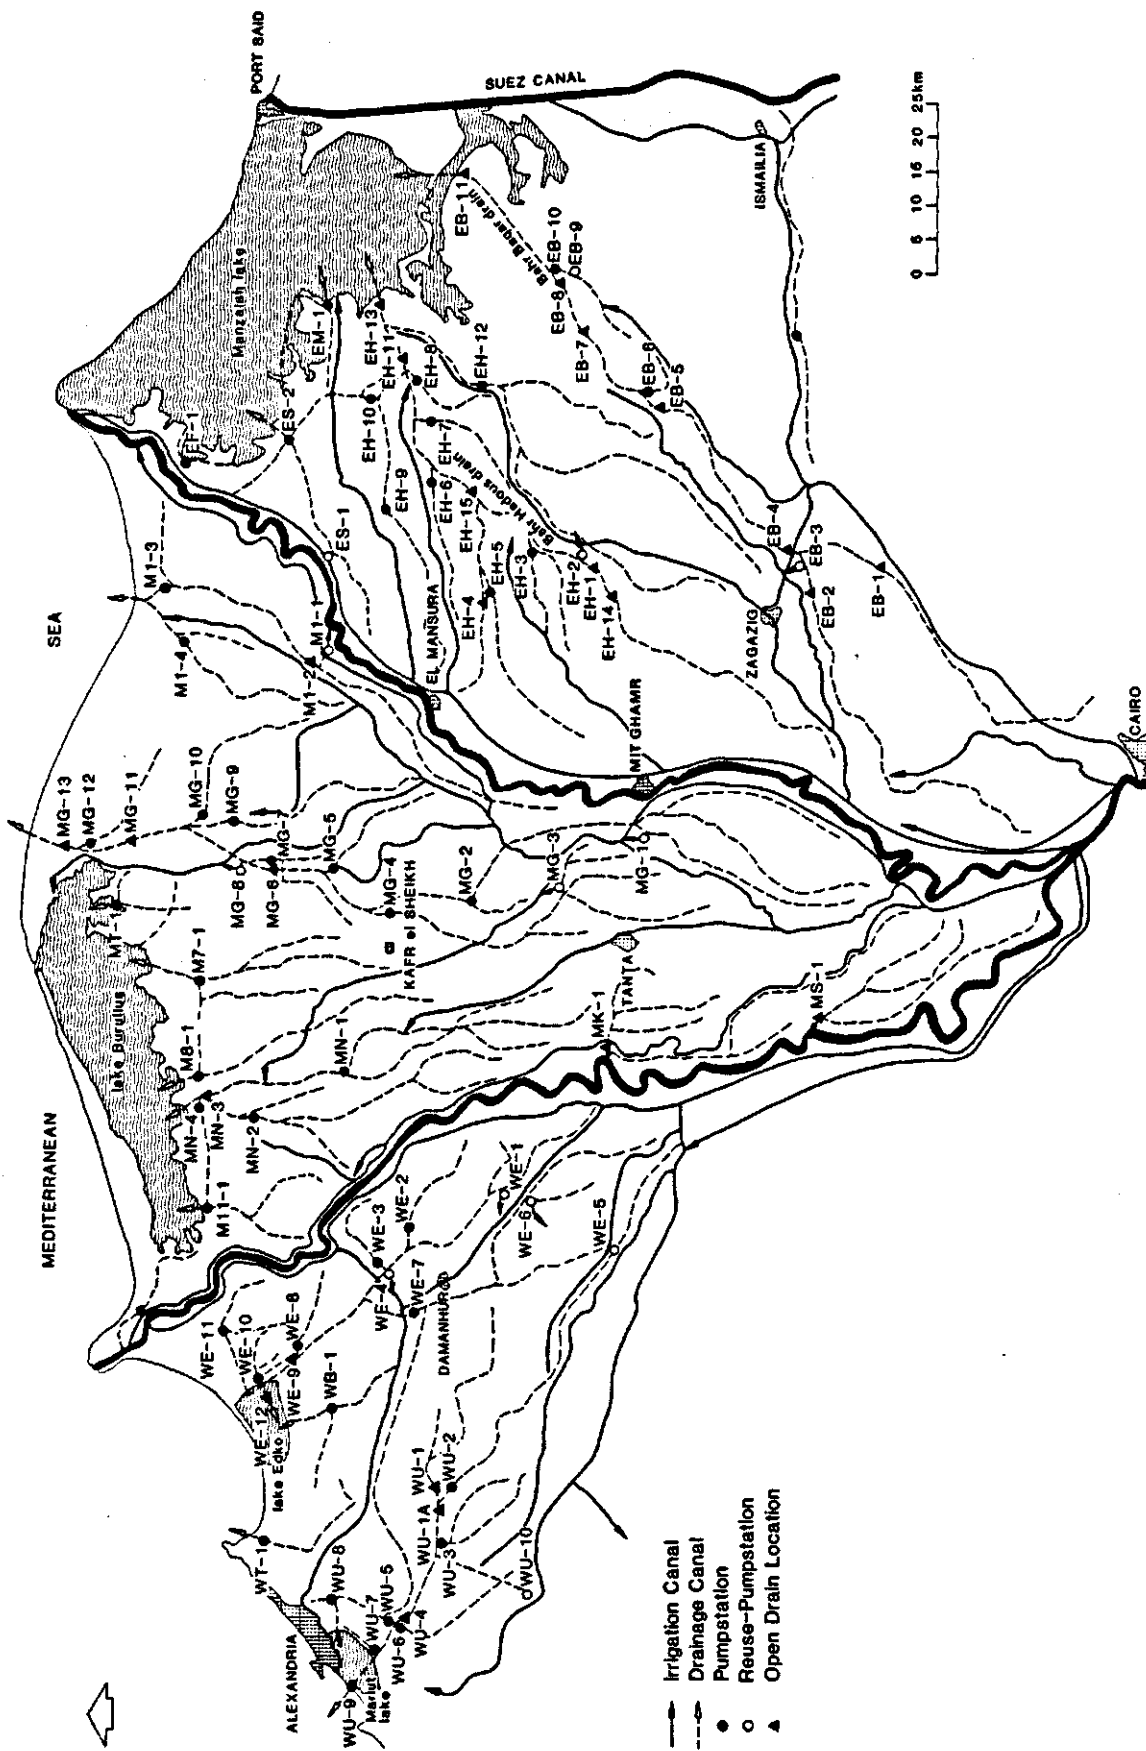 MEDITERRANEAN
SEA
PORT SAID
SUEZ CANAL
Manzalah lake
lake Burullus
lake Edko
Mariut
lake
ALEXANDRIA
DAMANHUR
KAFR el SHEIKH
TANTA
EL MANSURA
MIT GHAMR
ZAGAZIG
ISMAILIA
CAIRO
Bahr Baqar drain
Bahr Hadous drain
WU-9
WU-7
WU-8
WU-5
WU-6
WU-4
WT-1
WU-1A
WU-1
WU-2
WU-3
WU-10
WE-12
WE-9
WE-10
WE-11
WE-8
WB-1
WE-4
WE-3
WE-2
WE-7
WE-1
WE-6
WE-5
M11-1
MN-4
MN-3
MN-2
M8-1
MN-1
M7-1
MK-1
MS-1
MG-13
MG-12
MG-11
MG-10
MG-9
MG-8
MG-7
MG-6
MG-5
MG-4
MG-2
MG-3
MG-1
M1-4
M1-3
M1-2
M1-1
EF-1
ES-2
ES-1
EM-1
EH-13
EH-11
EH-10
EH-8
EH-12
EH-7
EH-9
EH-6
EH-15
EH-5
EH-4
EH-3
EH-2
EH-1
EH-14
EB-11
EB-10
EB-9
EB-8
EB-7
EB-6
EB-5
EB-4
EB-3
EB-2
EB-1
0 5 10 15 20 25km
Irrigation Canal
Drainage Canal
Pumpstation
Reuse-Pumpstation
Open Drain Location